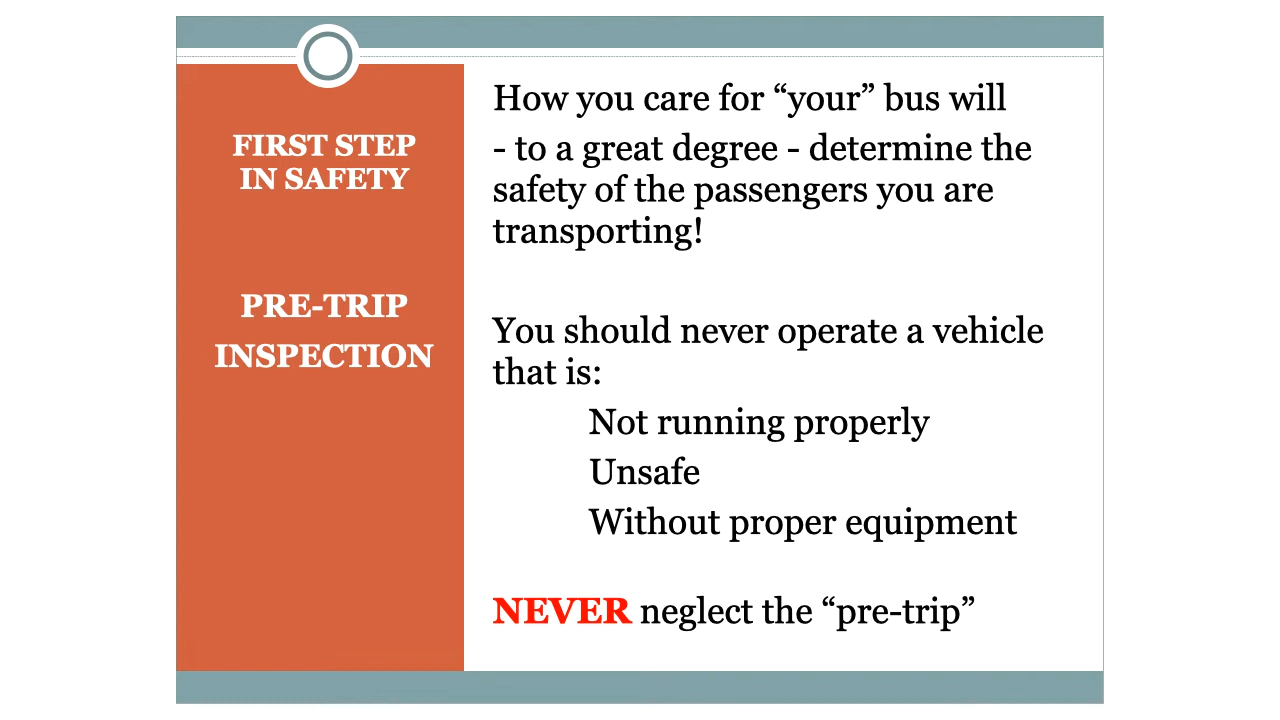 FIRST STEP
IN SAFETY
PRE-TRIP
INSPECTION
How you care for “your” bus will
- to a great degree - determine the
safety of the passengers you are
transporting!
You should never operate a vehicle
that is:
Not running properly
Unsafe
Without proper equipment
NEVER neglect the “pre-trip”